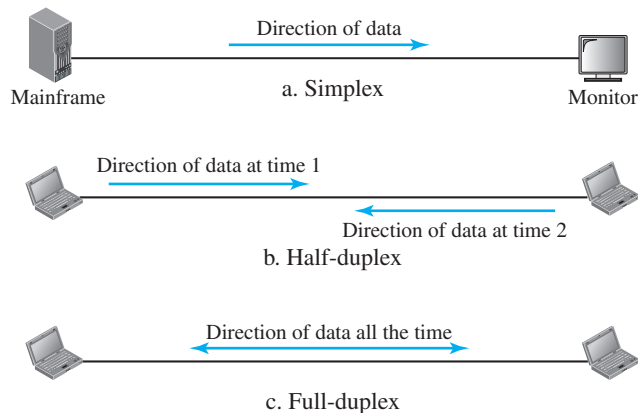 Direction of data
Mainframe
a. Simplex
Monitor
Direction of data at time 1
Direction of data at time 2
b. Half-duplex
Direction of data all the time
c. Full-duplex